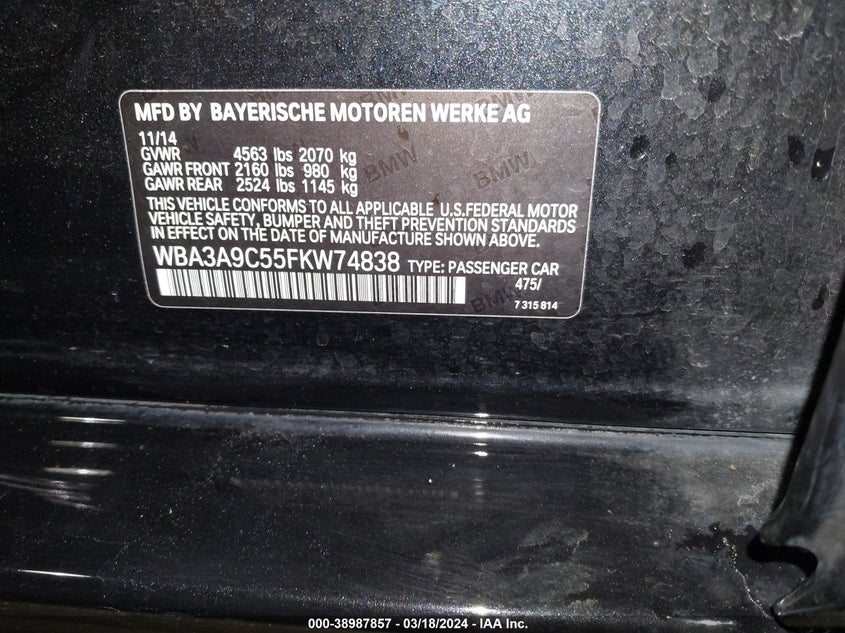 MFD BY BAYERISCHE MOTOREN WERKE AG
11/14
GVWR 4563 lbs 2070 kg
GAWR FRONT 2160 lbs 980 kg
GAWR REAR 2524 lbs 1145 kg
THIS VEHICLE CONFORMS TO ALL APPLICABLE U.S.FEDERAL MOTOR
VEHICLE SAFETY, BUMPER AND THEFT PREVENTION STANDARDS
IN EFFECT ON THE DATE OF MANUFACTURE SHOWN ABOVE.
WBA3A9C55FKW74838 TYPE: PASSENGER CAR
475/
7 315 814
BMW
BMW
BMW
000-38987857 / 03/18/2024 - IAA Inc.